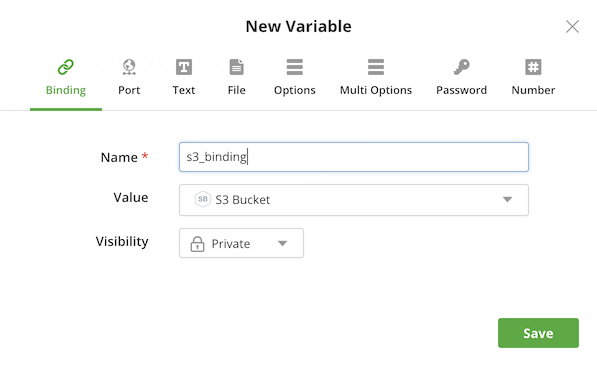 New Variable
Binding Port Text File Options Multi Options Password Number
Name *
s3_binding
Value
SB S3 Bucket
Visibility
Private
Save